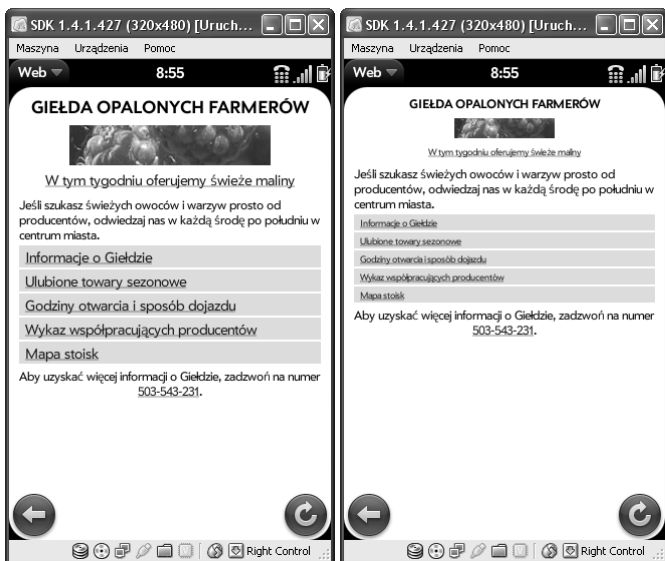 SDK 1.4.1.427 (320x480) [Uruch...
Maszyna Urządzenia Pomoc
Web 8:55
GIEŁDA OPALONYCH FARMERÓW
W tym tygodniu oferujemy świeże maliny
Jeśli szukasz świeżych owoców i warzyw prosto od
producentów, odwiedzaj nas w każdą środę po południu w
centrum miasta.
Informacje o Giełdzie
Ulubione towary sezonowe
Godziny otwarcia i sposób dojazdu
Wykaz współpracujących producentów
Mapa stoisk
Aby uzyskać więcej informacji o Giełdzie, zadzwoń na numer
503-543-231.
Right Control
SDK 1.4.1.427 (320x480) [Uruch...
Maszyna Urządzenia Pomoc
Web 8:55
GIEŁDA OPALONYCH FARMERÓW
W tym tygodniu oferujemy świeże maliny
Jeśli szukasz świeżych owoców i warzyw prosto od
producentów, odwiedzaj nas w każdą środę po południu w
centrum miasta.
Informacje o Giełdzie
Ulubione towary sezonowe
Godziny otwarcia i sposób dojazdu
Wykaz współpracujących producentów
Mapa stoisk
Aby uzyskać więcej informacji o Giełdzie, zadzwoń na numer
503-543-231.
Right Control